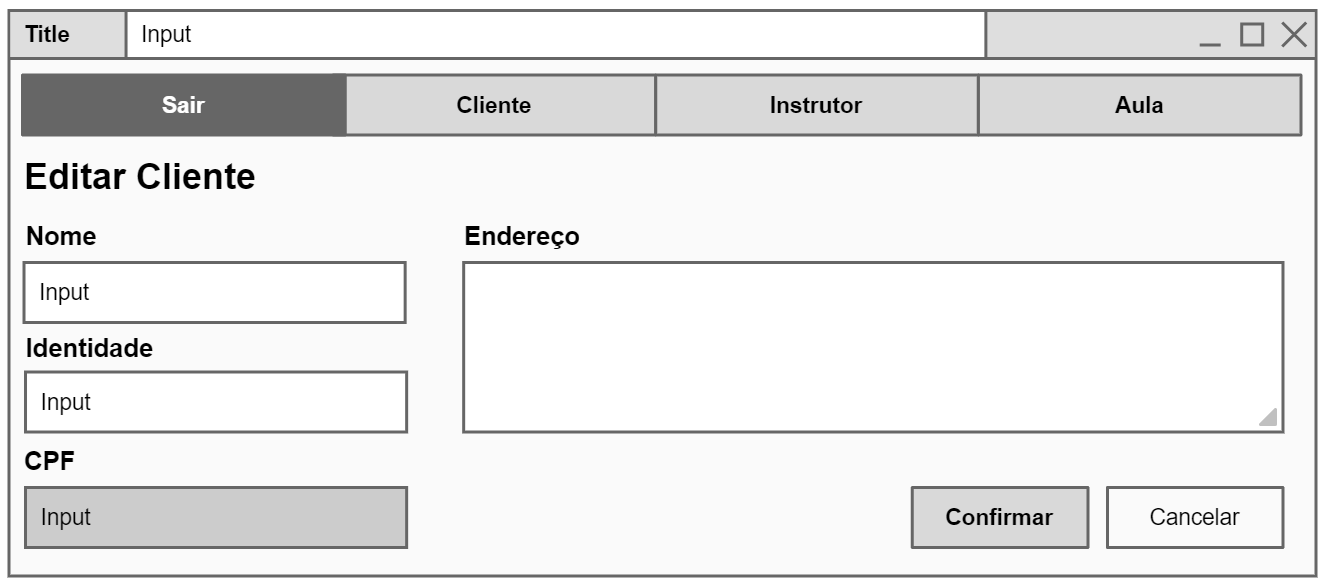 Title Input
Sair Cliente Instrutor Aula
Editar Cliente
Nome
Input
Identidade
Input
CPF
Input
Endereço
Confirmar Cancelar